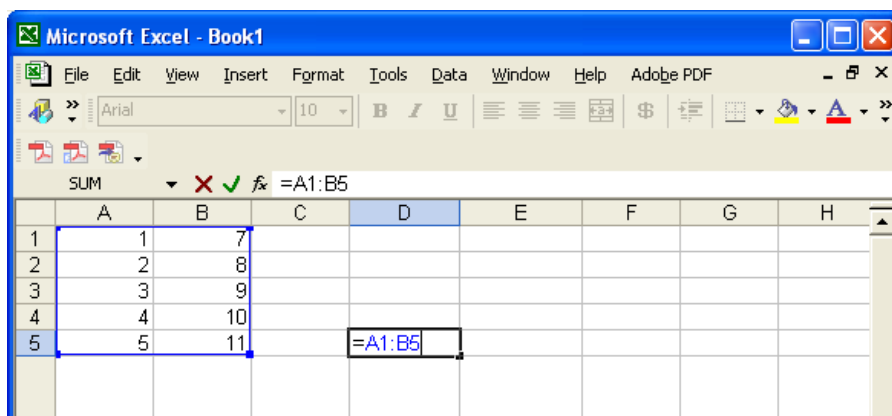 Microsoft Excel - Book1
File Edit View Insert Format Tools Data Window Help Adobe PDF
Arial 10 B I U $ A
SUM fx =A1:B5
A B C D E F G H
1 1 7
2 2 8
3 3 9
4 4 10
5 5 11 =A1:B5